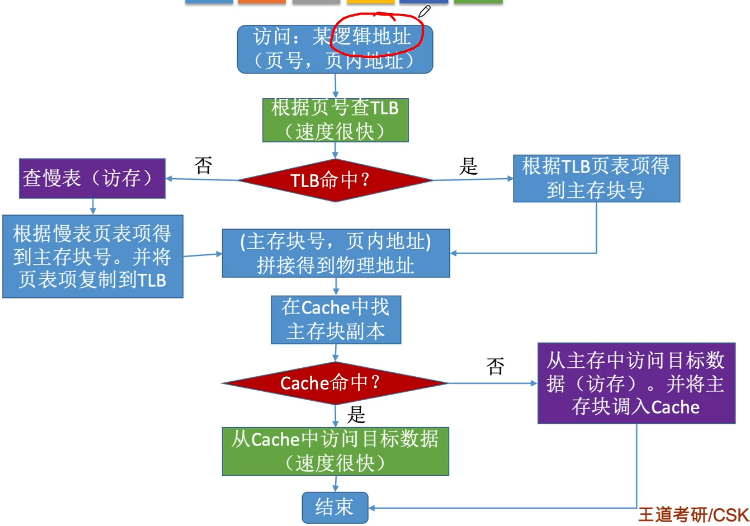 访问：某逻辑地址
（页号，页内地址）
根据页号查TLB
（速度很快）
否
是
查慢表（访存）
TLB命中？
根据TLB页表项得
到主存块号
根据慢表页表项得
到主存块号。并将
页表项复制到TLB
(主存块号，页内地址)
拼接得到物理地址
在Cache中找
主存块副本
Cache命中？
否
从主存中访问目标数
据（访存）。并将主
存块调入Cache
是
从Cache中访问目标数据
（速度很快）
结束
王道考研/CSK